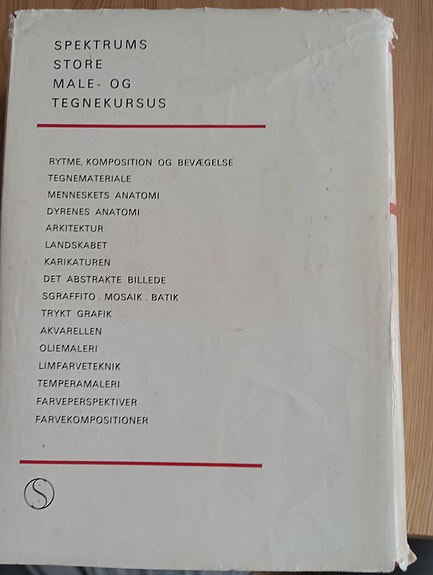 SPEKTRUMS
STORE
MALE- OG
TEGNEKURSUS
RYTME, KOMPOSITION OG BEVÆGELSE
TEGNEMATERIALE
MENNESKETS ANATOMI
DYRENES ANATOMI
ARKITEKTUR
LANDSKABET
KARIKATUREN
DET ABSTRAKTE BILLEDE
SGRAFFITO . MOSAIK . BATIK
TRYKT GRAFIK
AKVARELLEN
OLIEMALERI
LIMFARVETEKNIK
TEMPERAMALERI
FARVEPERSPEKTIVER
FARVEKOMPOSITIONER
S